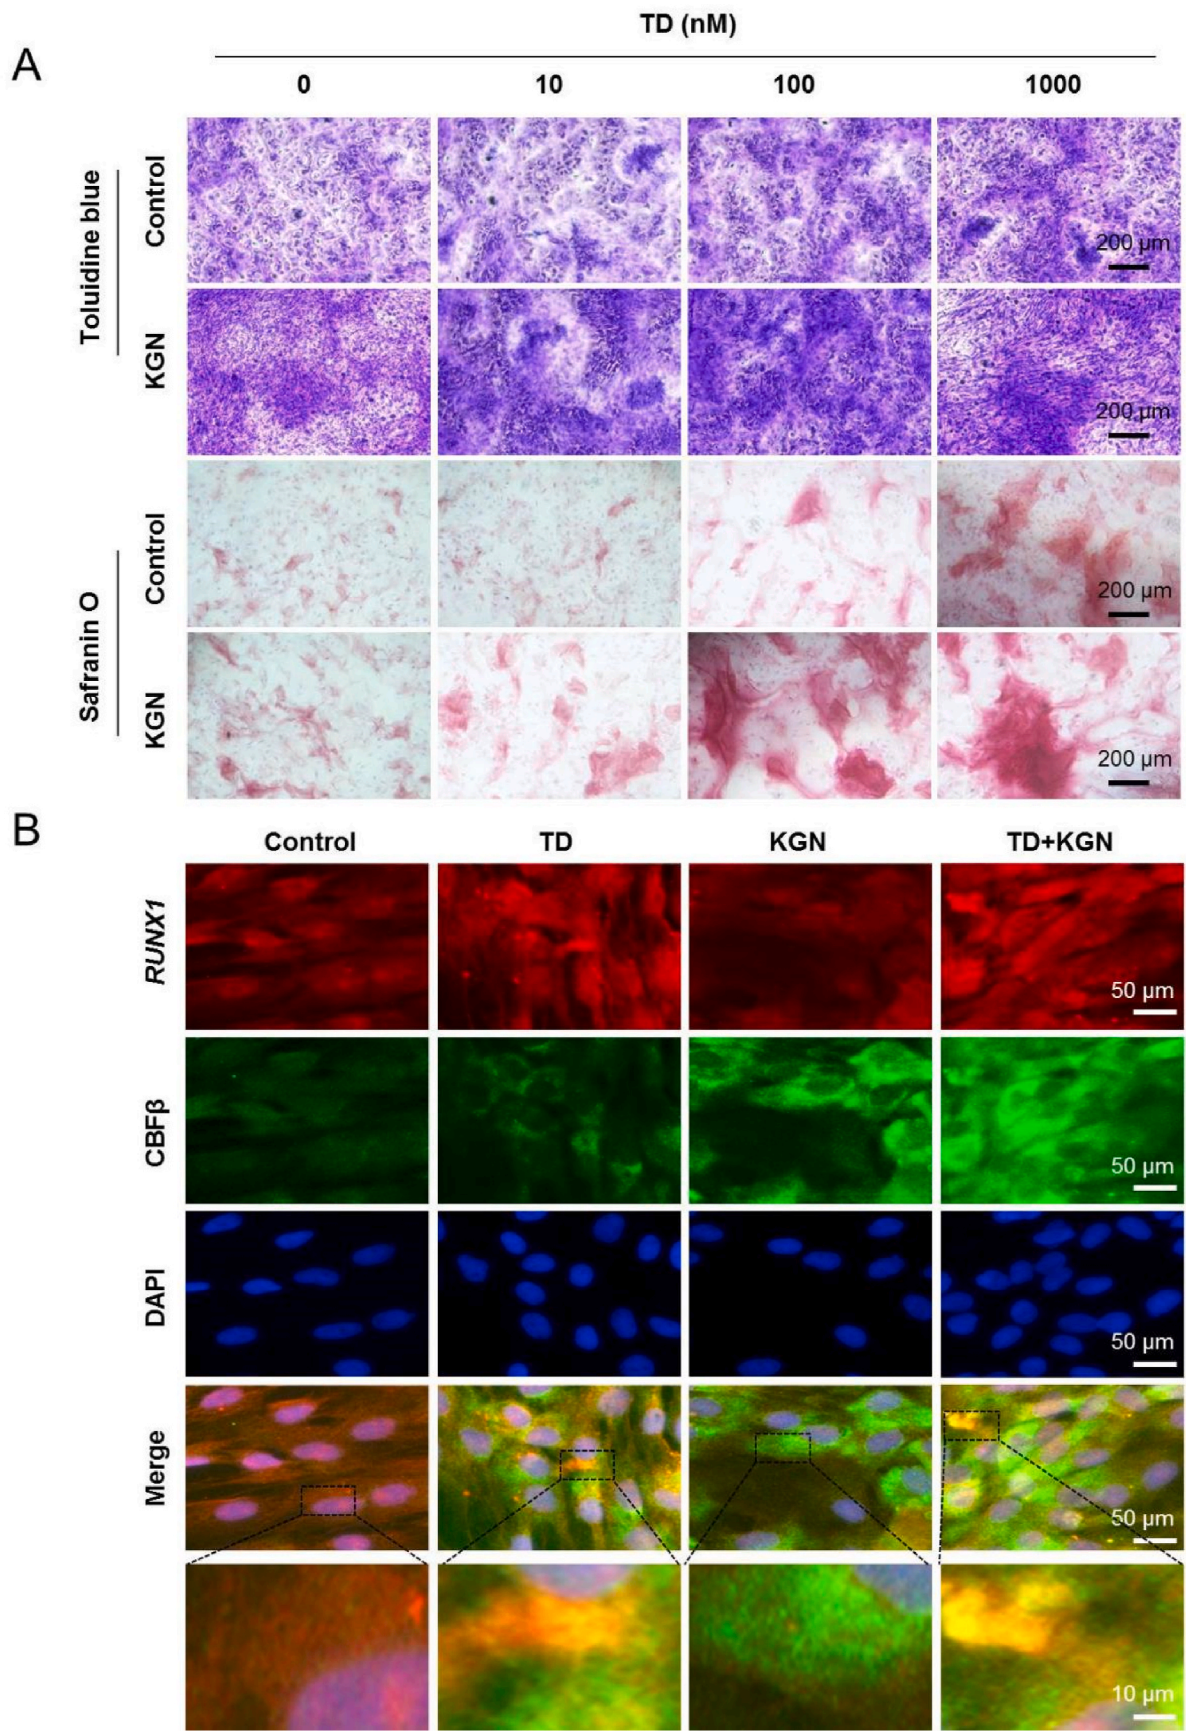 TD (nM)
A
0 10 100 1000
Toluidine blue
Control
200 µm
KGN
200 µm
Safranin O
Control
200 µm
KGN
200 µm
B
Control TD KGN TD+KGN
RUNX1
50 µm
CBFβ
50 µm
DAPI
50 µm
Merge
50 µm
10 µm